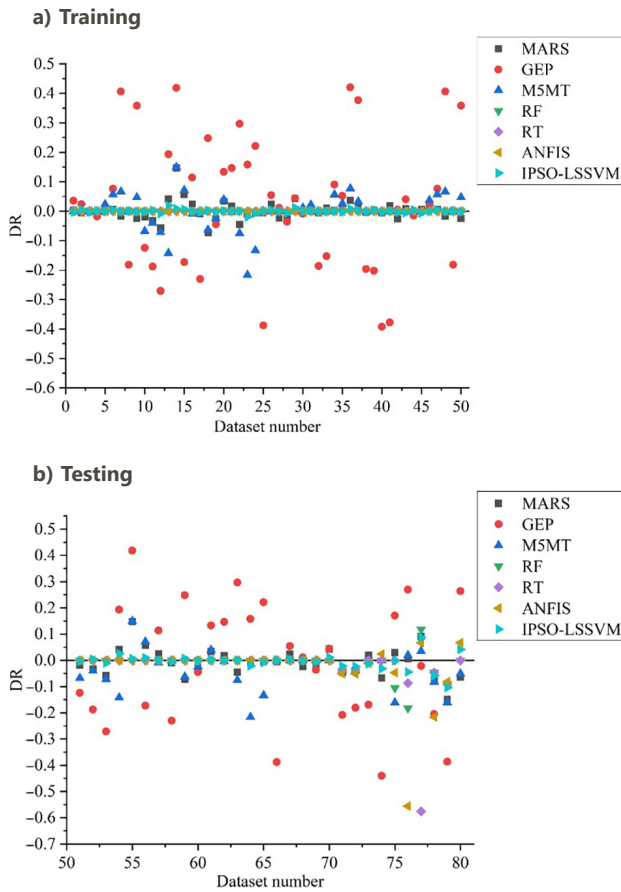 a) Training
MARS
GEP
M5MT
RF
RT
ANFIS
IPSO-LSSVM
0.5
0.4
0.3
0.2
0.1
0.0
−0.1
−0.2
−0.3
−0.4
−0.5
−0.6
DR
0 5 10 15 20 25 30 35 40 45 50
Dataset number
b) Testing
MARS
GEP
M5MT
RF
RT
ANFIS
IPSO-LSSVM
0.5
0.4
0.3
0.2
0.1
0.0
−0.1
−0.2
−0.3
−0.4
−0.5
−0.6
−0.7
DR
50 55 60 65 70 75 80
Dataset number